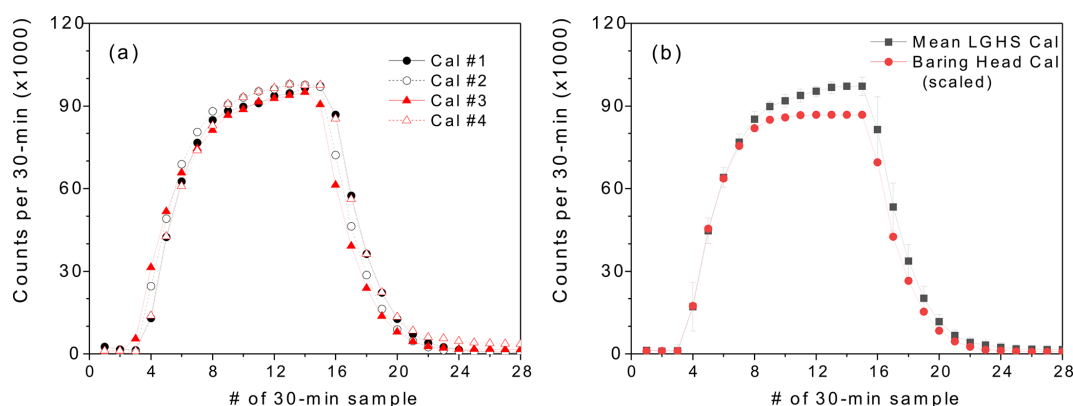 120
90
60
30
0
Counts per 30-min (x1000)
(a)
Cal #1
Cal #2
Cal #3
Cal #4
0 4 8 12 16 20 24 28
# of 30-min sample
120
90
60
30
0
Counts per 30-min (x1000)
(b)
Mean LGHS Cal
Baring Head Cal
(scaled)
0 4 8 12 16 20 24 28
# of 30-min sample